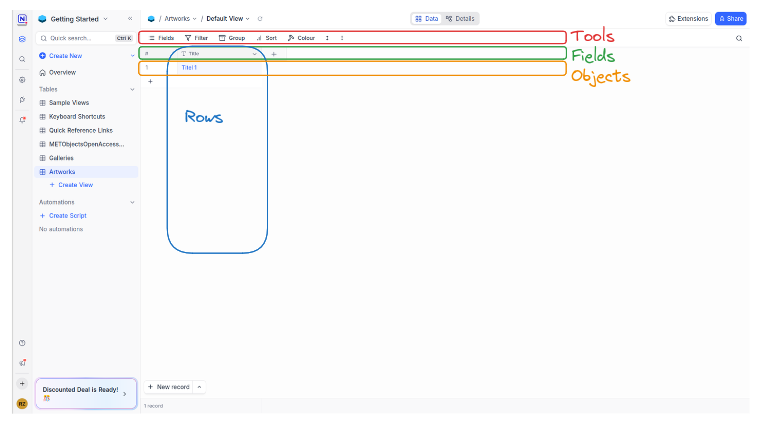 N
Getting Started
«
/ Artworks / Default View
Data
Details
Extensions
Share
Quick search... Ctrl K
Fields
Filter
Group
Sort
Colour
Tools
Create New
# Title +
Fields
Overview
1 Titel 1
Objects
Tables
+
Sample Views
Keyboard Shortcuts
Rows
Quick Reference Links
METObjectsOpenAccess...
Galleries
Artworks
+ Create View
Automations
+ Create Script
No automations
+ New record
Discounted Deal is Ready!
RZ
1 record